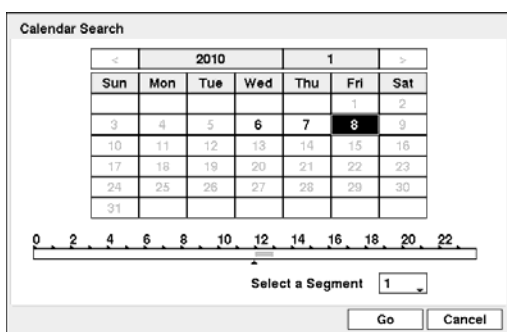 Calendar Search
< 2010 1 >
Sun Mon Tue Wed Thu Fri Sat
1 2
3 4 5 6 7 8 9
10 11 12 13 14 15 16
17 18 19 20 21 22 23
24 25 26 27 28 29 30
31
0 2 4 6 8 10 12 14 16 18 20 22
Select a Segment 1
Go Cancel